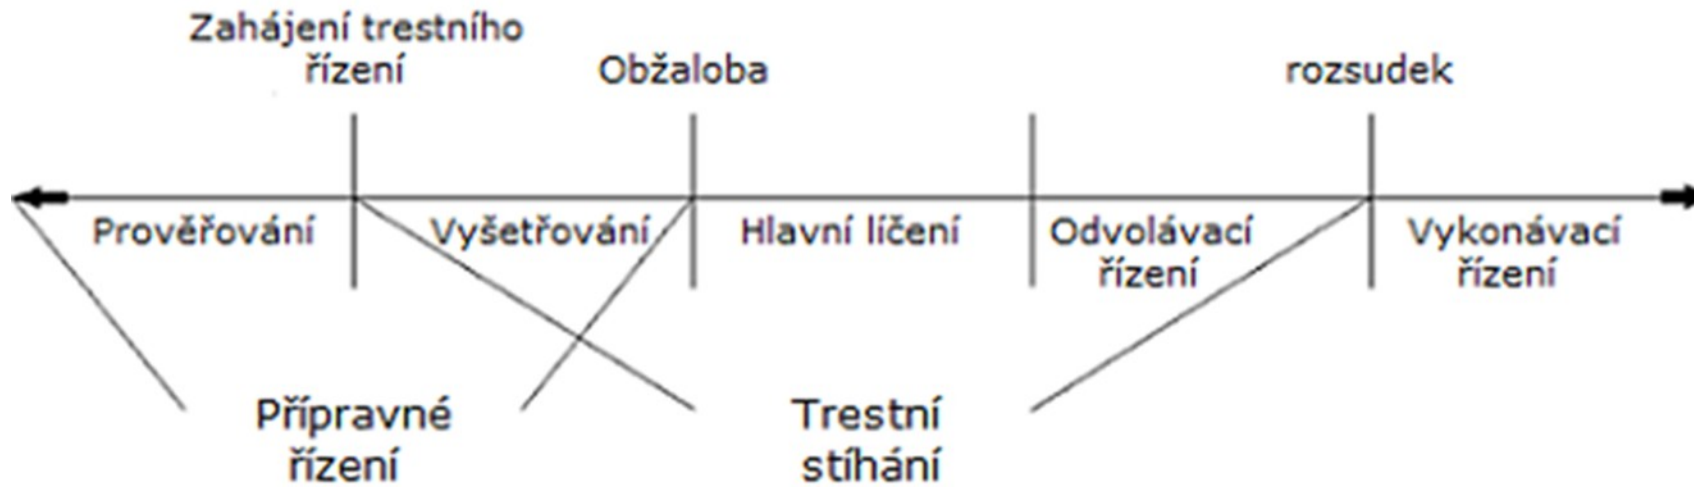 Zahájení trestního
řízení
Obžaloba
rozsudek
Prověřování
Vyšetřování
Hlavní líčení
Odvolávací
řízení
Vykonávací
řízení
Přípravné
řízení
Trestní
stíhání